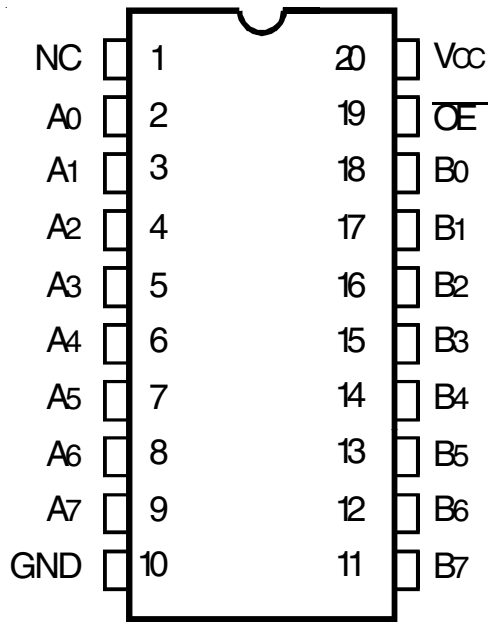 NC 1 20 VCC
A0 2 19 OE
A1 3 18 B0
A2 4 17 B1
A3 5 16 B2
A4 6 15 B3
A5 7 14 B4
A6 8 13 B5
A7 9 12 B6
GND 10 11 B7